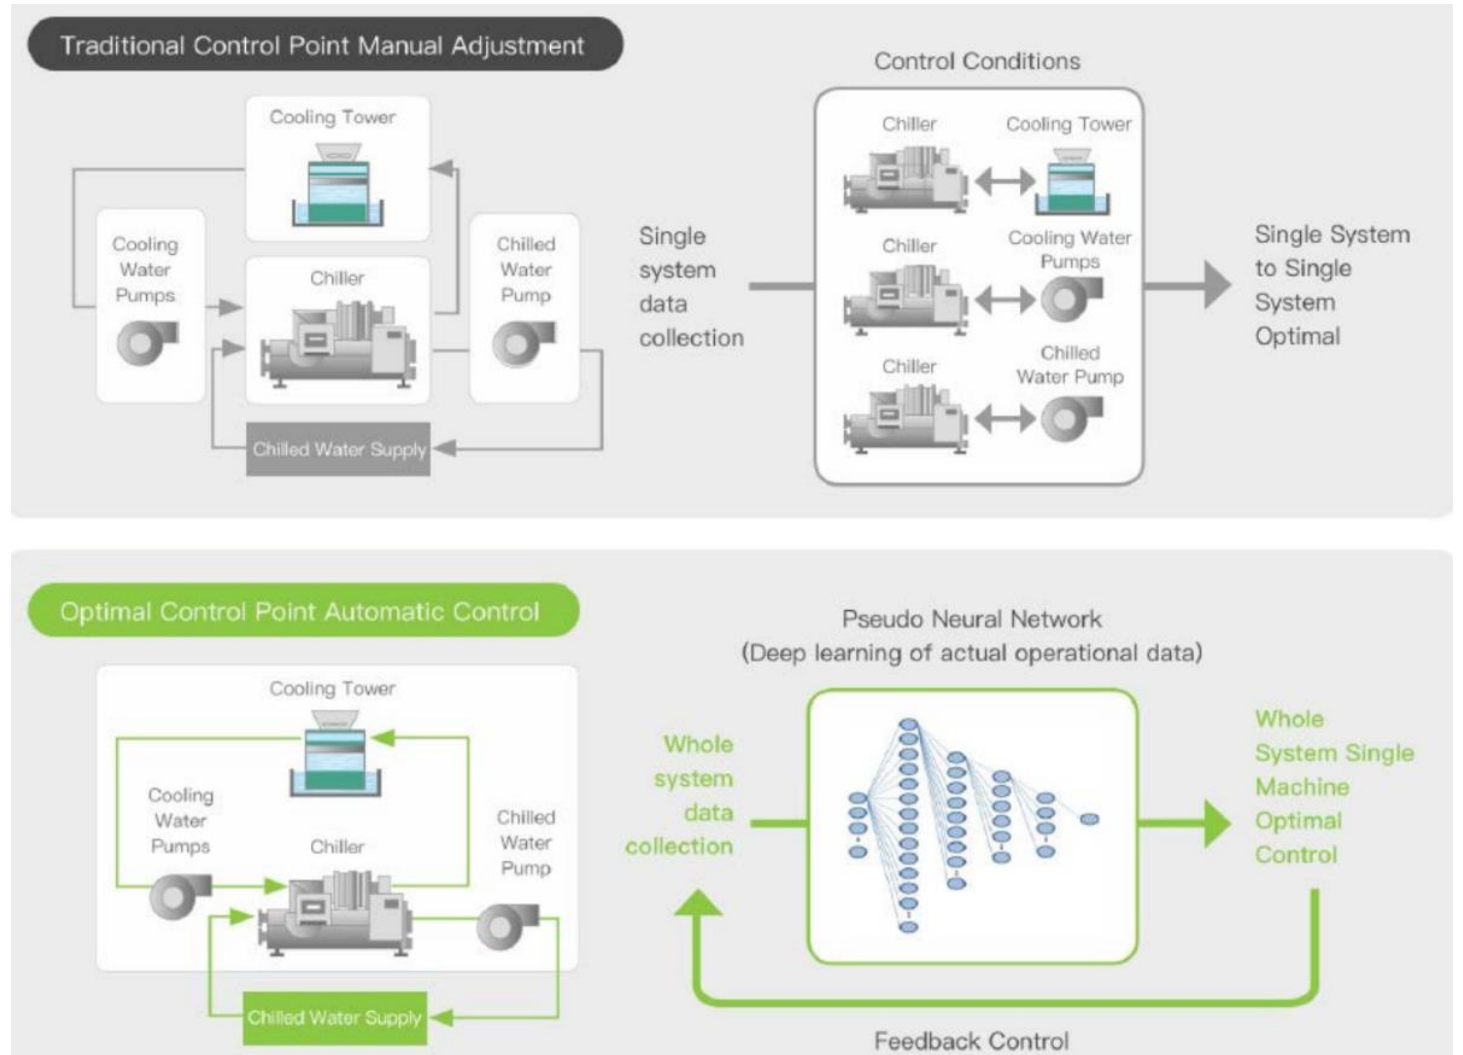 Traditional Control Point Manual Adjustment
Cooling Tower
Cooling
Water
Pumps
Chiller
Chilled
Water
Pump
Chilled Water Supply
Single
system
data
collection
Control Conditions
Chiller
Cooling Tower
Chiller
Cooling Water
Pumps
Chiller
Chilled
Water Pump
Single System
to Single
System
Optimal
Optimal Control Point Automatic Control
Cooling Tower
Cooling
Water
Pumps
Chiller
Chilled
Water
Pump
Chilled Water Supply
Whole
system
data
collection
Pseudo Neural Network
(Deep learning of actual operational data)
Whole
System Single
Machine
Optimal
Control
Feedback Control